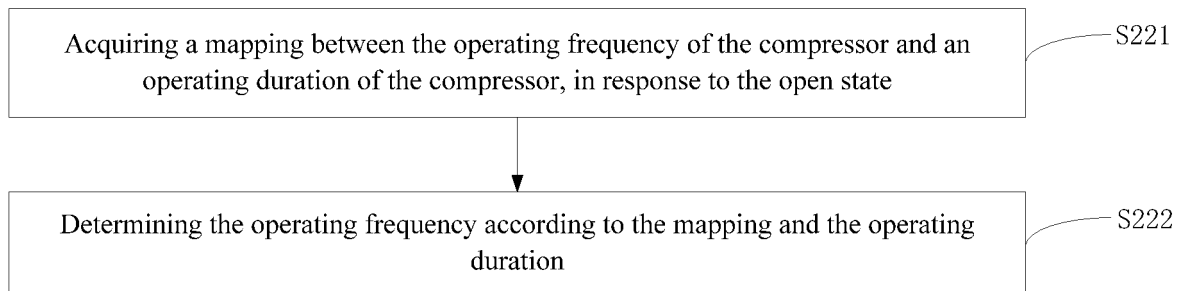 Acquiring a mapping between the operating frequency of the compressor and an
operating duration of the compressor, in response to the open state
S221
Determining the operating frequency according to the mapping and the operating
duration
S222